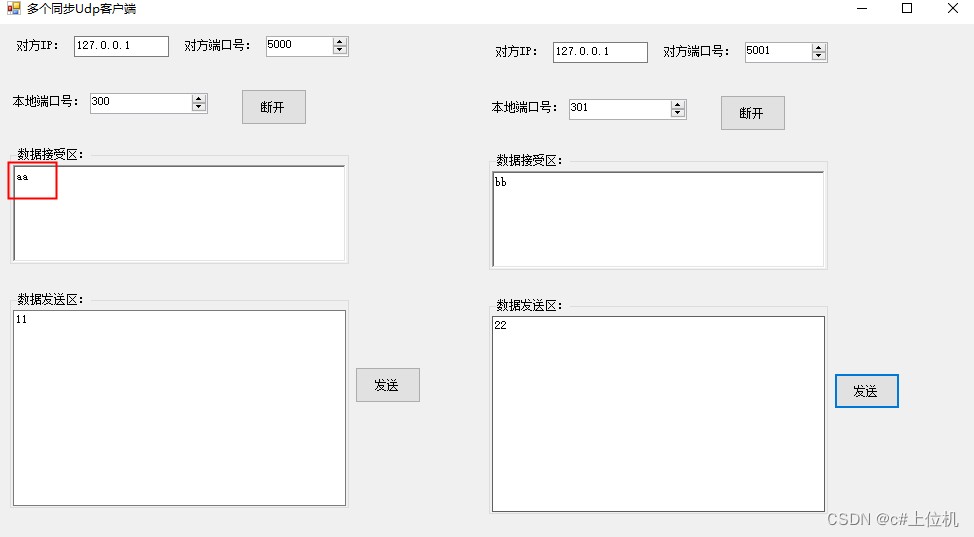 多个同步Udp客户端
对方IP： 127.0.0.1 对方端口号： 5000
本地端口号： 300 断开
数据接受区：
aa
数据发送区：
11
发送
对方IP： 127.0.0.1 对方端口号： 5001
本地端口号： 301 断开
数据接受区：
bb
数据发送区：
22
发送
CSDN @c#上位机